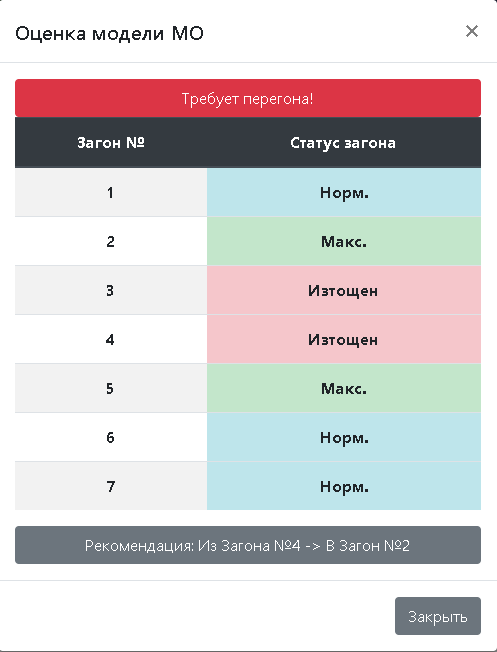 Оценка модели МО
×
Требует перегона!
Загон № Статус загона
1 Норм.
2 Макс.
3 Изтощен
4 Изтощен
5 Макс.
6 Норм.
7 Норм.
Рекомендация: Из Загона №4 -> В Загон №2
Закрыть